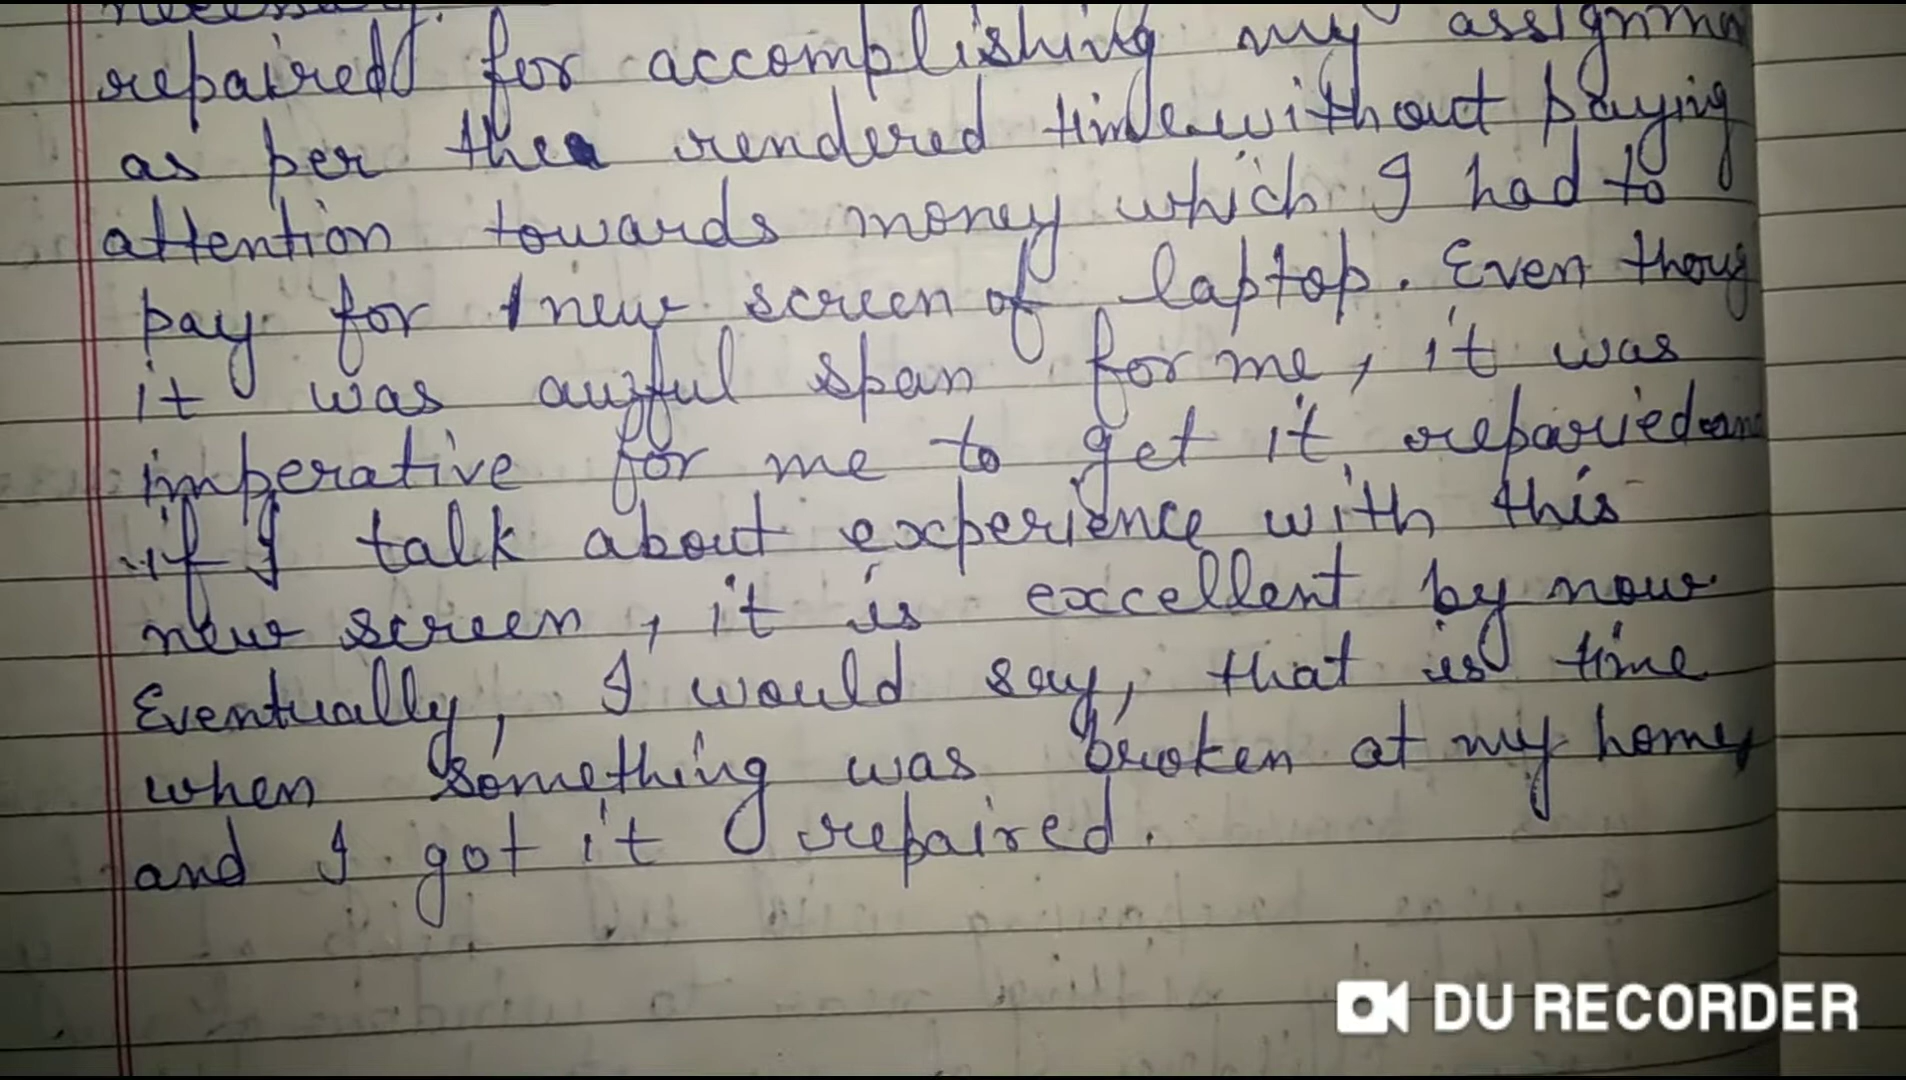 necessary.
repaired for accomplishing my assignmn
as per the rendered time without paying
attention towards money which I had to
pay for new screen of laptop. Even thoug
it was awful span for me, it was
imperative for me to get it reparied and
if I talk about experience with this
new screen, it is excellent by now
Eventually, I would say, that is time
when something was broken at my home,
and I got it repaired.
DU RECORDER